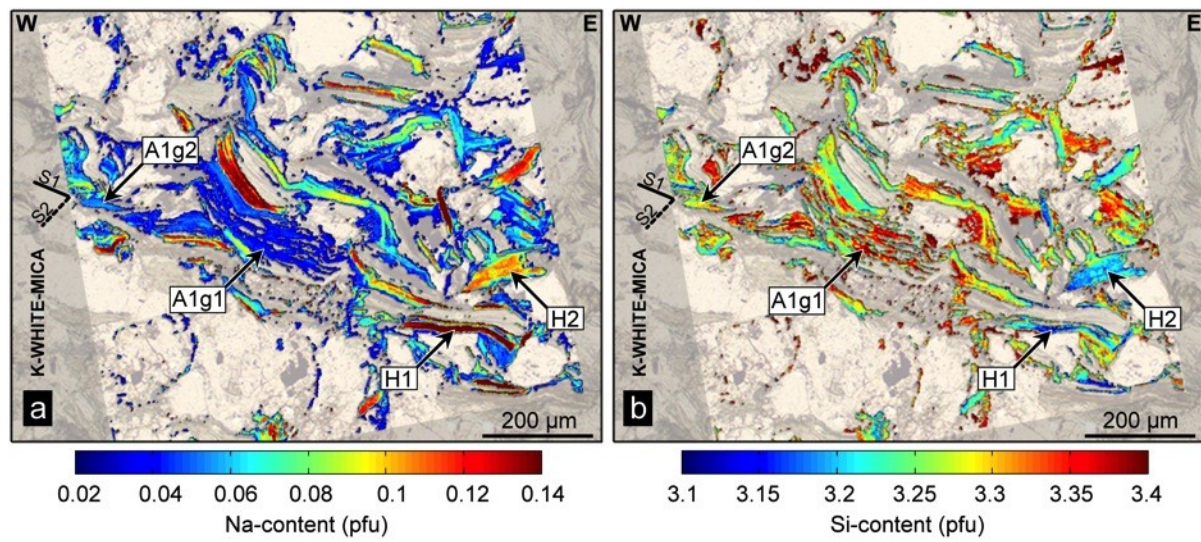 W
E
A1g2
S1
S2
K-WHITE-MICA
A1g1
H2
H1
a
200 µm
0.02 0.04 0.06 0.08 0.1 0.12 0.14
Na-content (pfu)
W
E
A1g2
S1
S2
K-WHITE-MICA
A1g1
H2
H1
b
200 µm
3.1 3.15 3.2 3.25 3.3 3.35 3.4
Si-content (pfu)